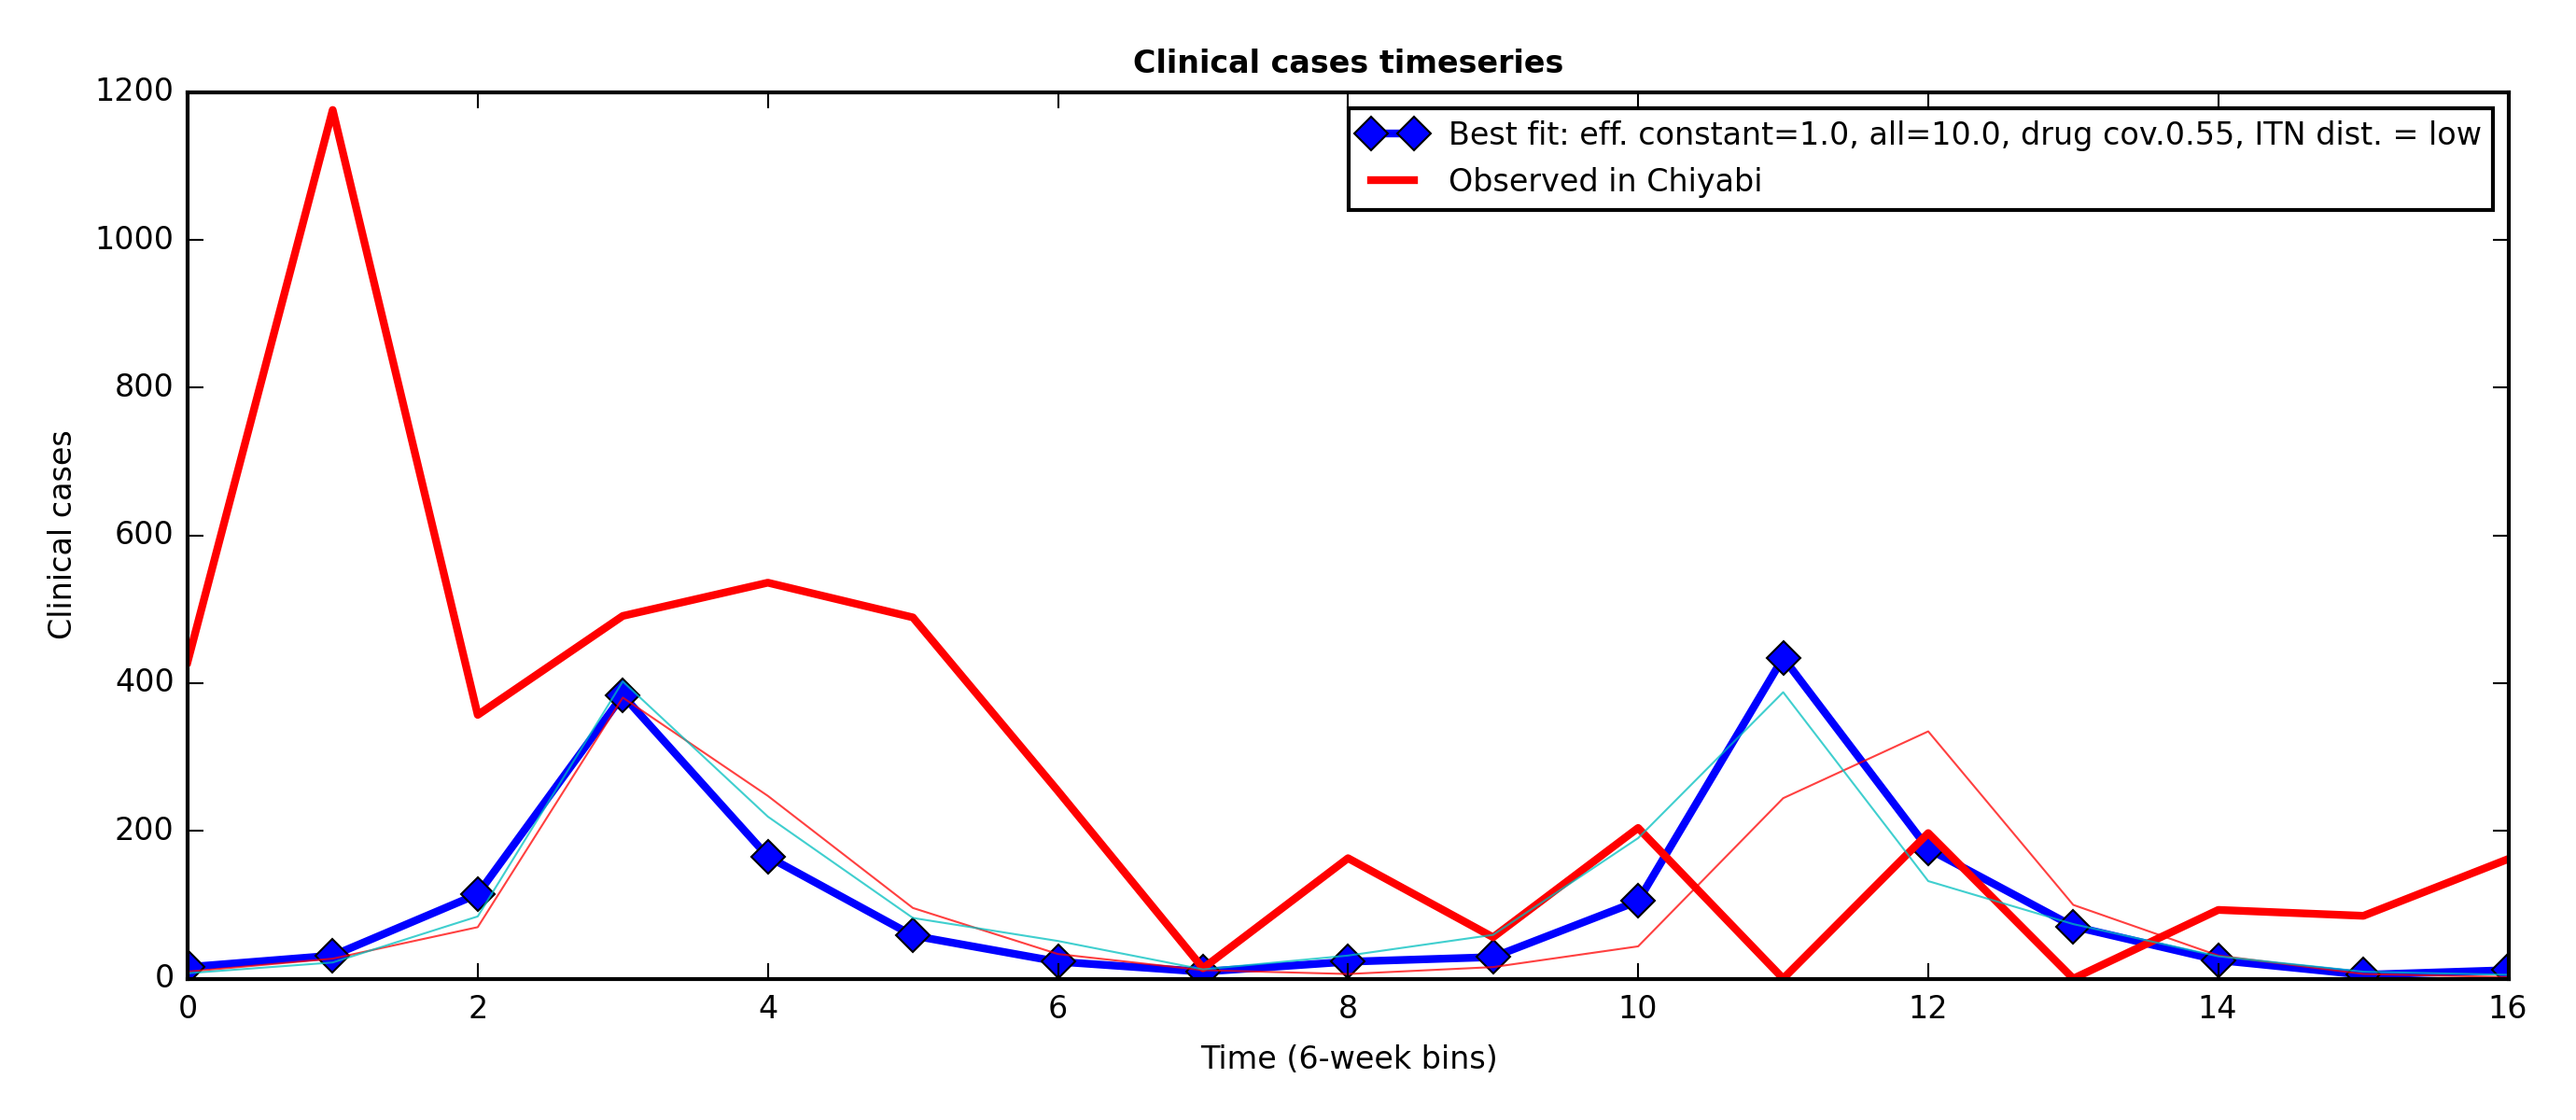 Clinical cases timeseries
1200
1000
800
600
400
200
0
Clinical cases
Best fit: eff. constant=1.0, all=10.0, drug cov.0.55, ITN dist. = low
Observed in Chiyabi
0 2 4 6 8 10 12 14 16
Time (6-week bins)